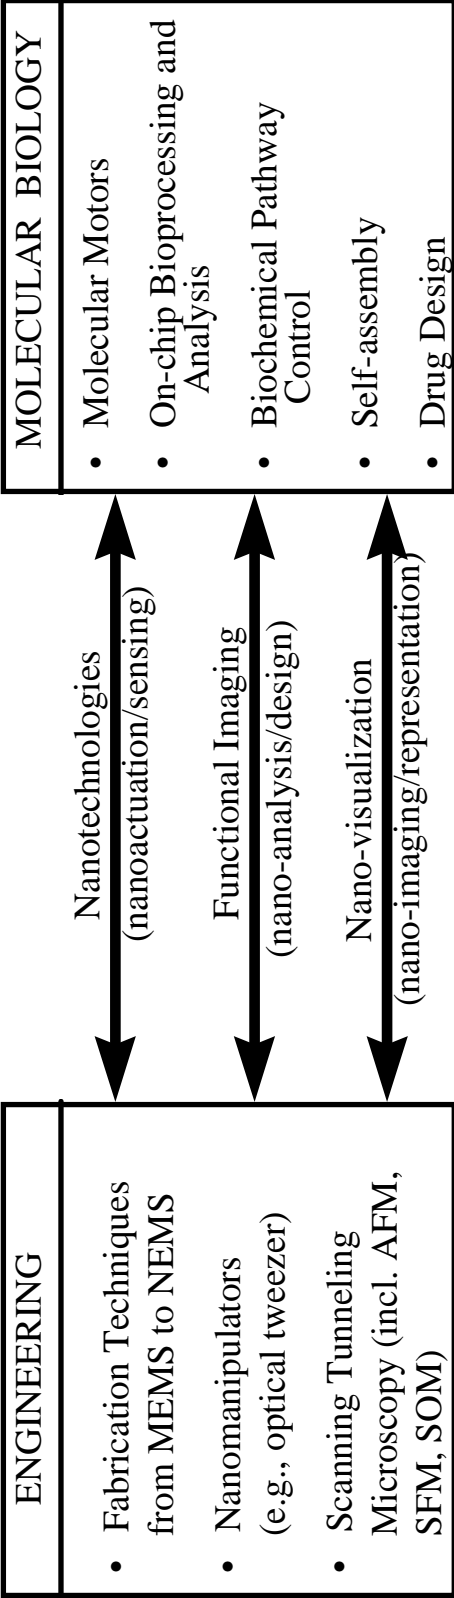 ENGINEERING
• Fabrication Techniques
from MEMS to NEMS
• Nanomanipulators
(e.g., optical tweezer)
• Scanning Tunneling
Microscopy (incl. AFM,
SFM, SOM)
Nanotechnologies
(nanoactuation/sensing)
Functional Imaging
(nano-analysis/design)
Nano-visualization
(nano-imaging/representation)
MOLECULAR BIOLOGY
• Molecular Motors
• On-chip Bioprocessing and
Analysis
• Biochemical Pathway
Control
• Self-assembly
• Drug Design